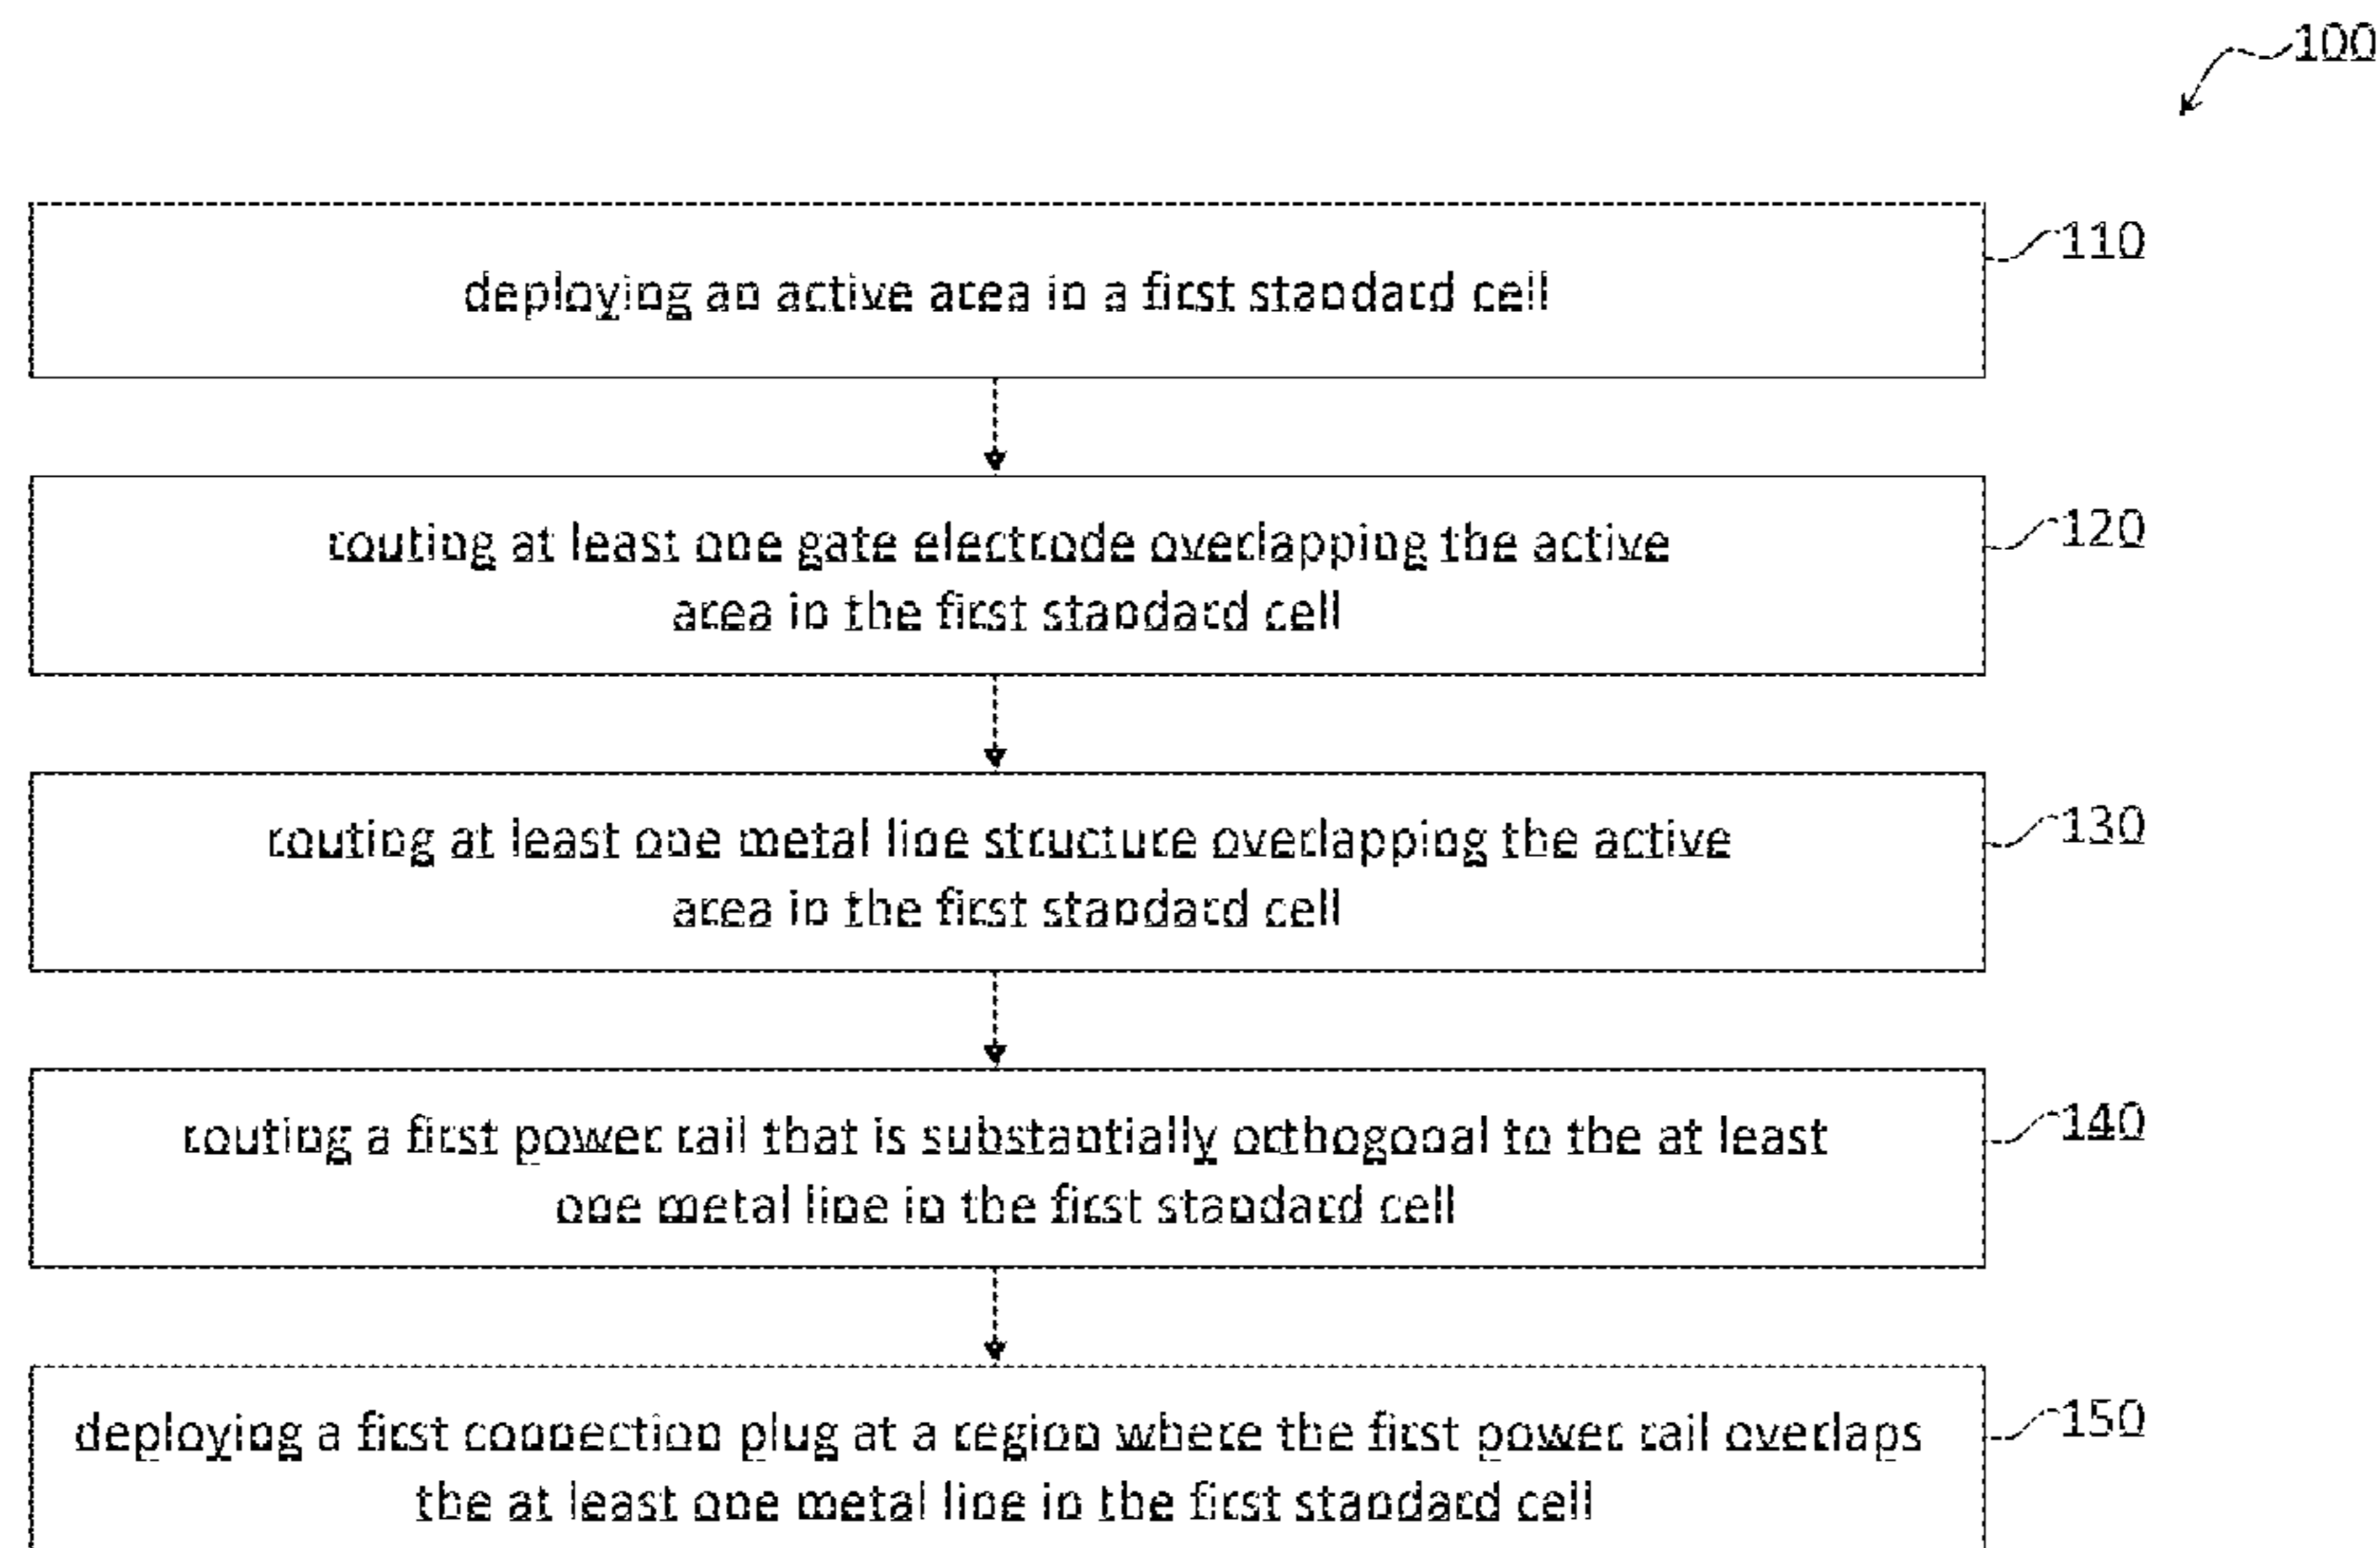 100
deploying an active area in a first standard cell
110
routing at least one gate electrode overlapping the active
area in the first standard cell
120
routing at least one metal line structure overlapping the active
area in the first standard cell
130
routing a first power rail that is substantially orthogonal to the at least
one metal line in the first standard cell
140
deploying a first connection plug at a region where the first power rail overlaps
the at least one metal line in the first standard cell
150